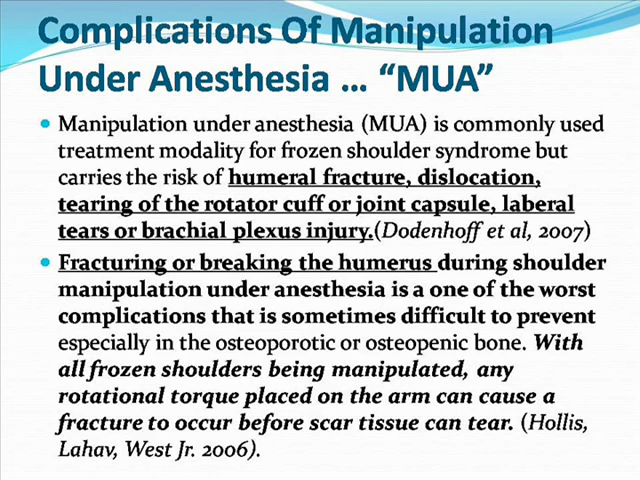 Complications Of Manipulation
Under Anesthesia … “MUA”
Manipulation under anesthesia (MUA) is commonly used
treatment modality for frozen shoulder syndrome but
carries the risk of humeral fracture, dislocation,
tearing of the rotator cuff or joint capsule, labral
tears or brachial plexus injury.(Dodenhoff et al, 2007)
Fracturing or breaking the humerus during shoulder
manipulation under anesthesia is a one of the worst
complications that is sometimes difficult to prevent
especially in the osteoporotic or osteopenic bone. With
all frozen shoulders being manipulated, any
rotational torque placed on the arm can cause a
fracture to occur before scar tissue can tear. (Hollis,
Lahav, West Jr. 2006).